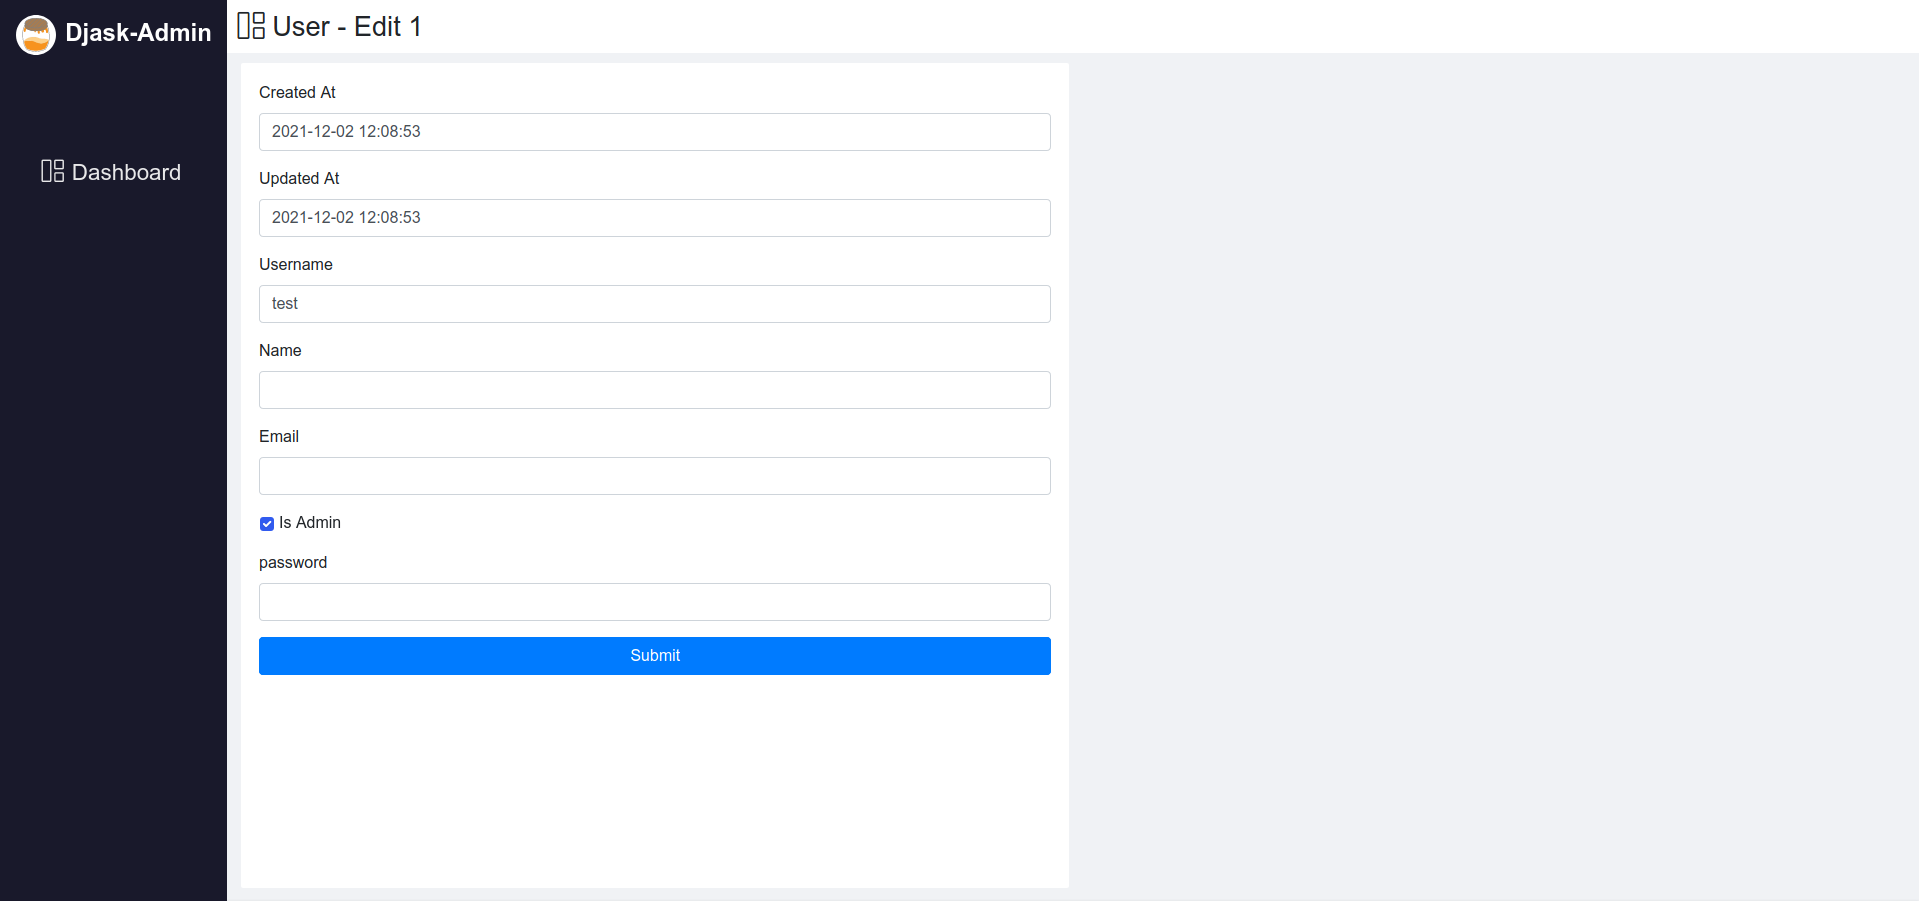 Djask-Admin
Dashboard
User - Edit 1
Created At
2021-12-02 12:08:53
Updated At
2021-12-02 12:08:53
Username
test
Name
Email
Is Admin
password
Submit